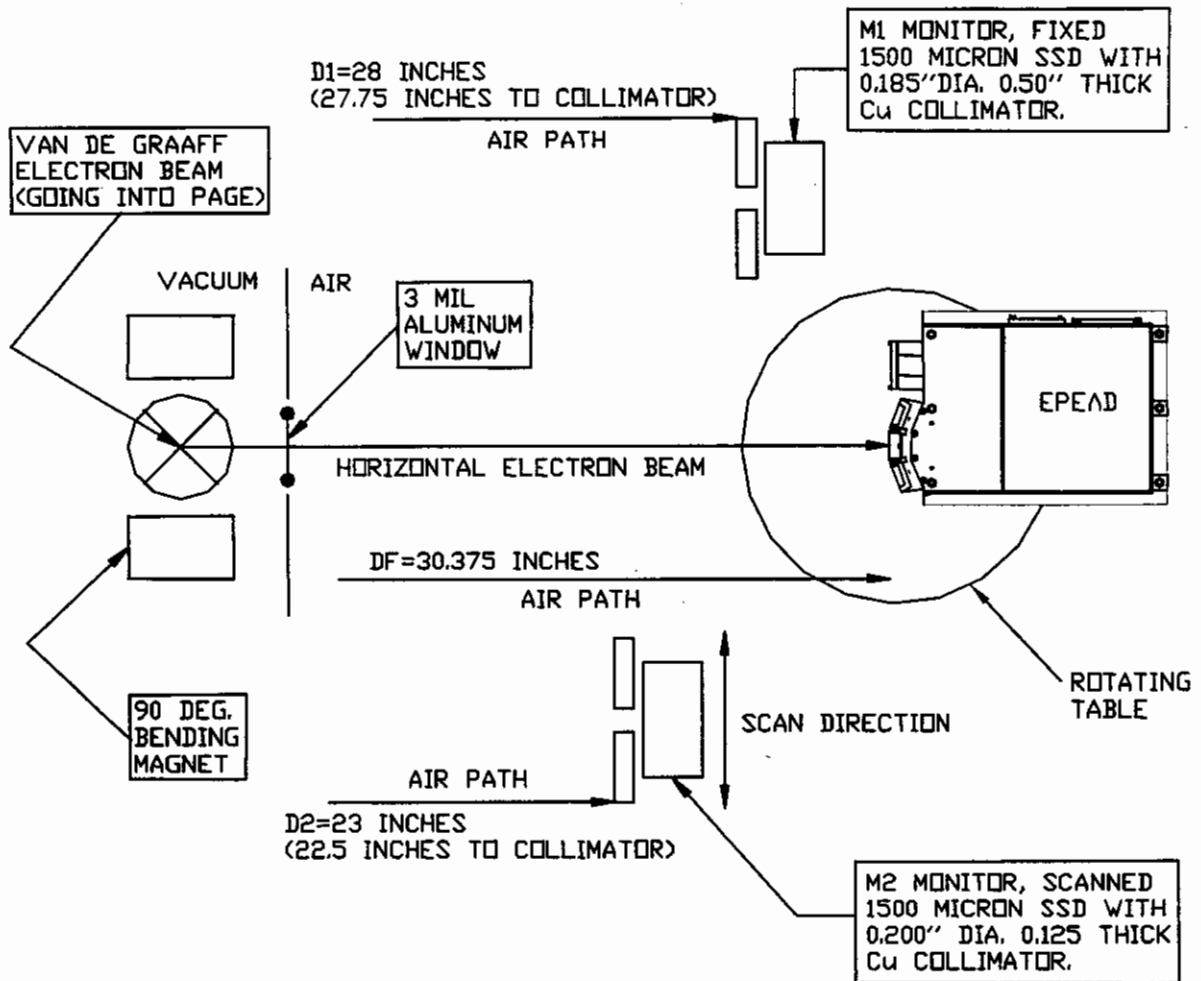 M1 MONITOR, FIXED
1500 MICRON SSD WITH
0.185" DIA. 0.50" THICK
Cu COLLIMATOR.
D1=28 INCHES
(27.75 INCHES TO COLLIMATOR)
AIR PATH
VAN DE GRAAFF
ELECTRON BEAM
(GOING INTO PAGE)
VACUUM
AIR
3 MIL
ALUMINUM
WINDOW
EPEAD
HORIZONTAL ELECTRON BEAM
DF=30.375 INCHES
AIR PATH
ROTATING
TABLE
90 DEG.
BENDING
MAGNET
SCAN DIRECTION
AIR PATH
D2=23 INCHES
(22.5 INCHES TO COLLIMATOR)
M2 MONITOR, SCANNED
1500 MICRON SSD WITH
0.200" DIA. 0.125 THICK
Cu COLLIMATOR.